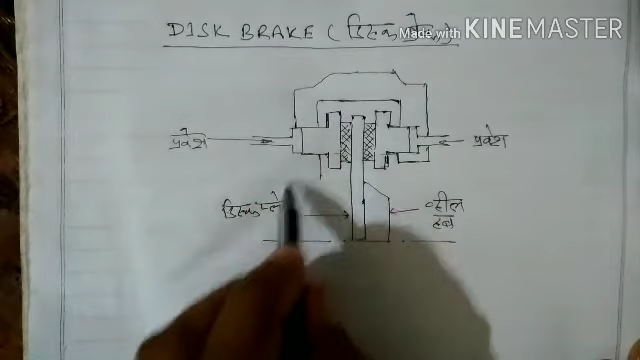 DISK BRAKE (डिस्क ब्रेक)
Made with KINEMASTER
प्रवेश
प्रवेश
डिस्क प्ले
व्हील
हब